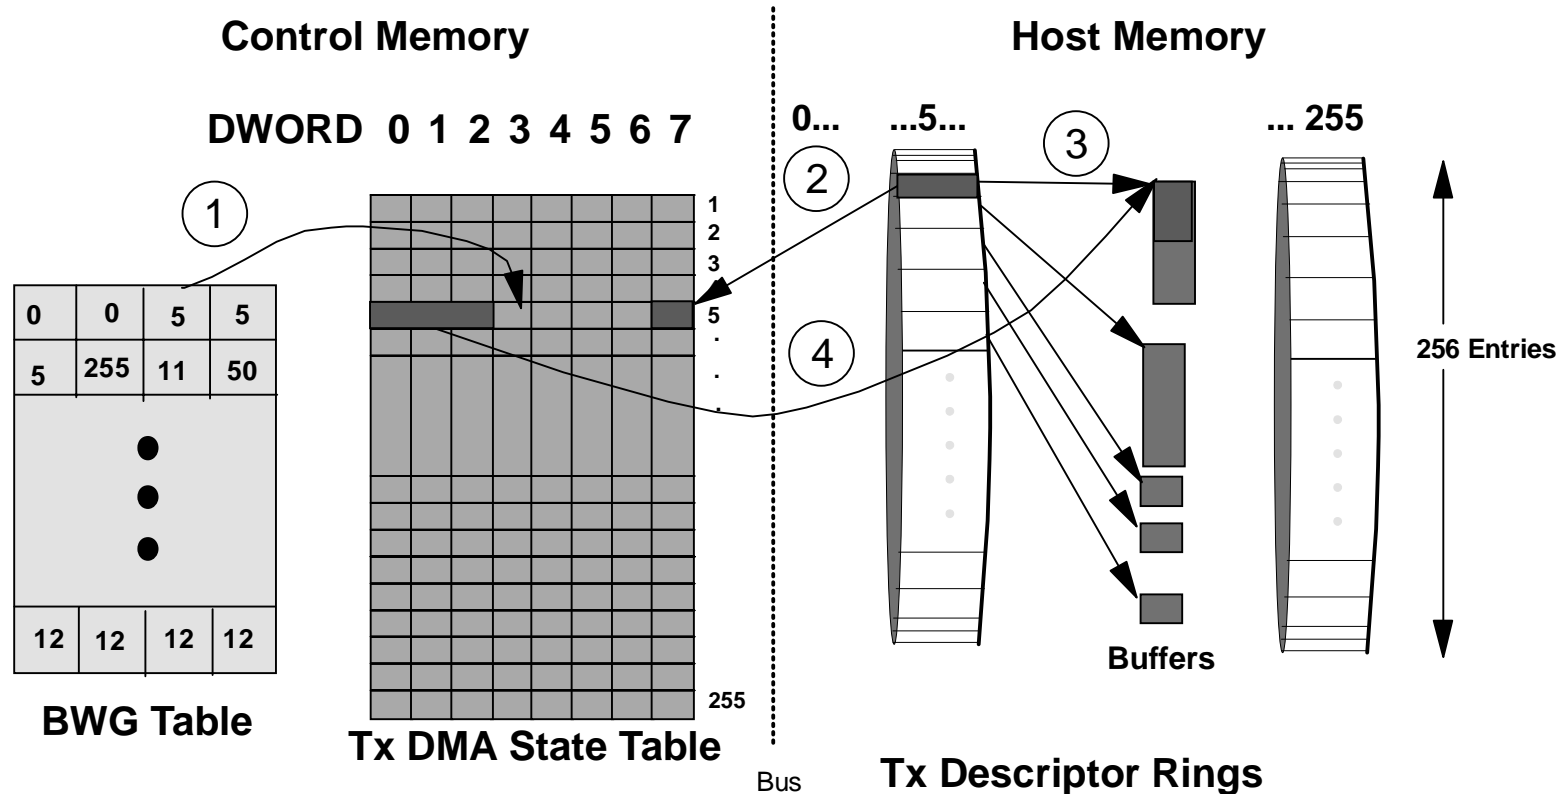 Control Memory
Host Memory
DWORD 0 1 2 3 4 5 6 7
0... ...5... ... 255
1
2
3
4
1
2
3
5
.
.
.
255
0 0 5 5
5 255 11 50
12 12 12 12
256 Entries
Buffers
BWG Table
Tx DMA State Table
Bus
Tx Descriptor Rings